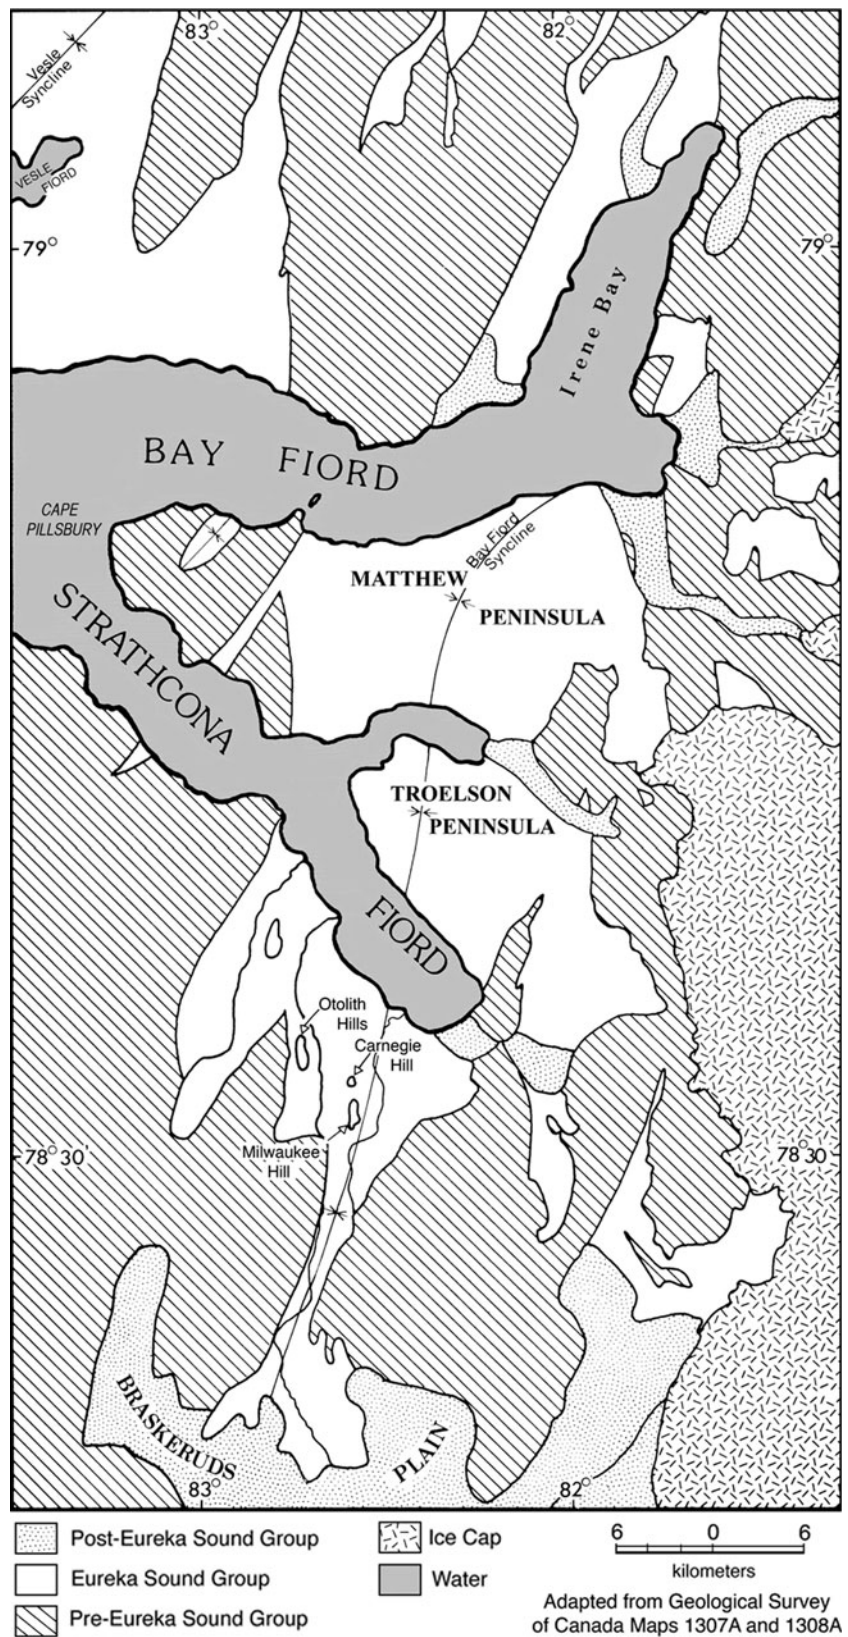 83°
82°
Vesle
Syncline
VESLE
FIORD
79°
79°
Irene Bay
BAY FIORD
CAPE
PILLSBURY
Bay Fiord
Syncline
MATTHEW
PENINSULA
STRATHCONA
TROELSON
PENINSULA
FIORD
Otolith
Hills
Carnegie
Hill
Milwaukee
Hill
78°30'
78°30
BRASKERUDS
PLAIN
83°
82°
Post-Eureka Sound Group
Eureka Sound Group
Pre-Eureka Sound Group
Ice Cap
Water
6 0 6
kilometers
Adapted from Geological Survey
of Canada Maps 1307A and 1308A